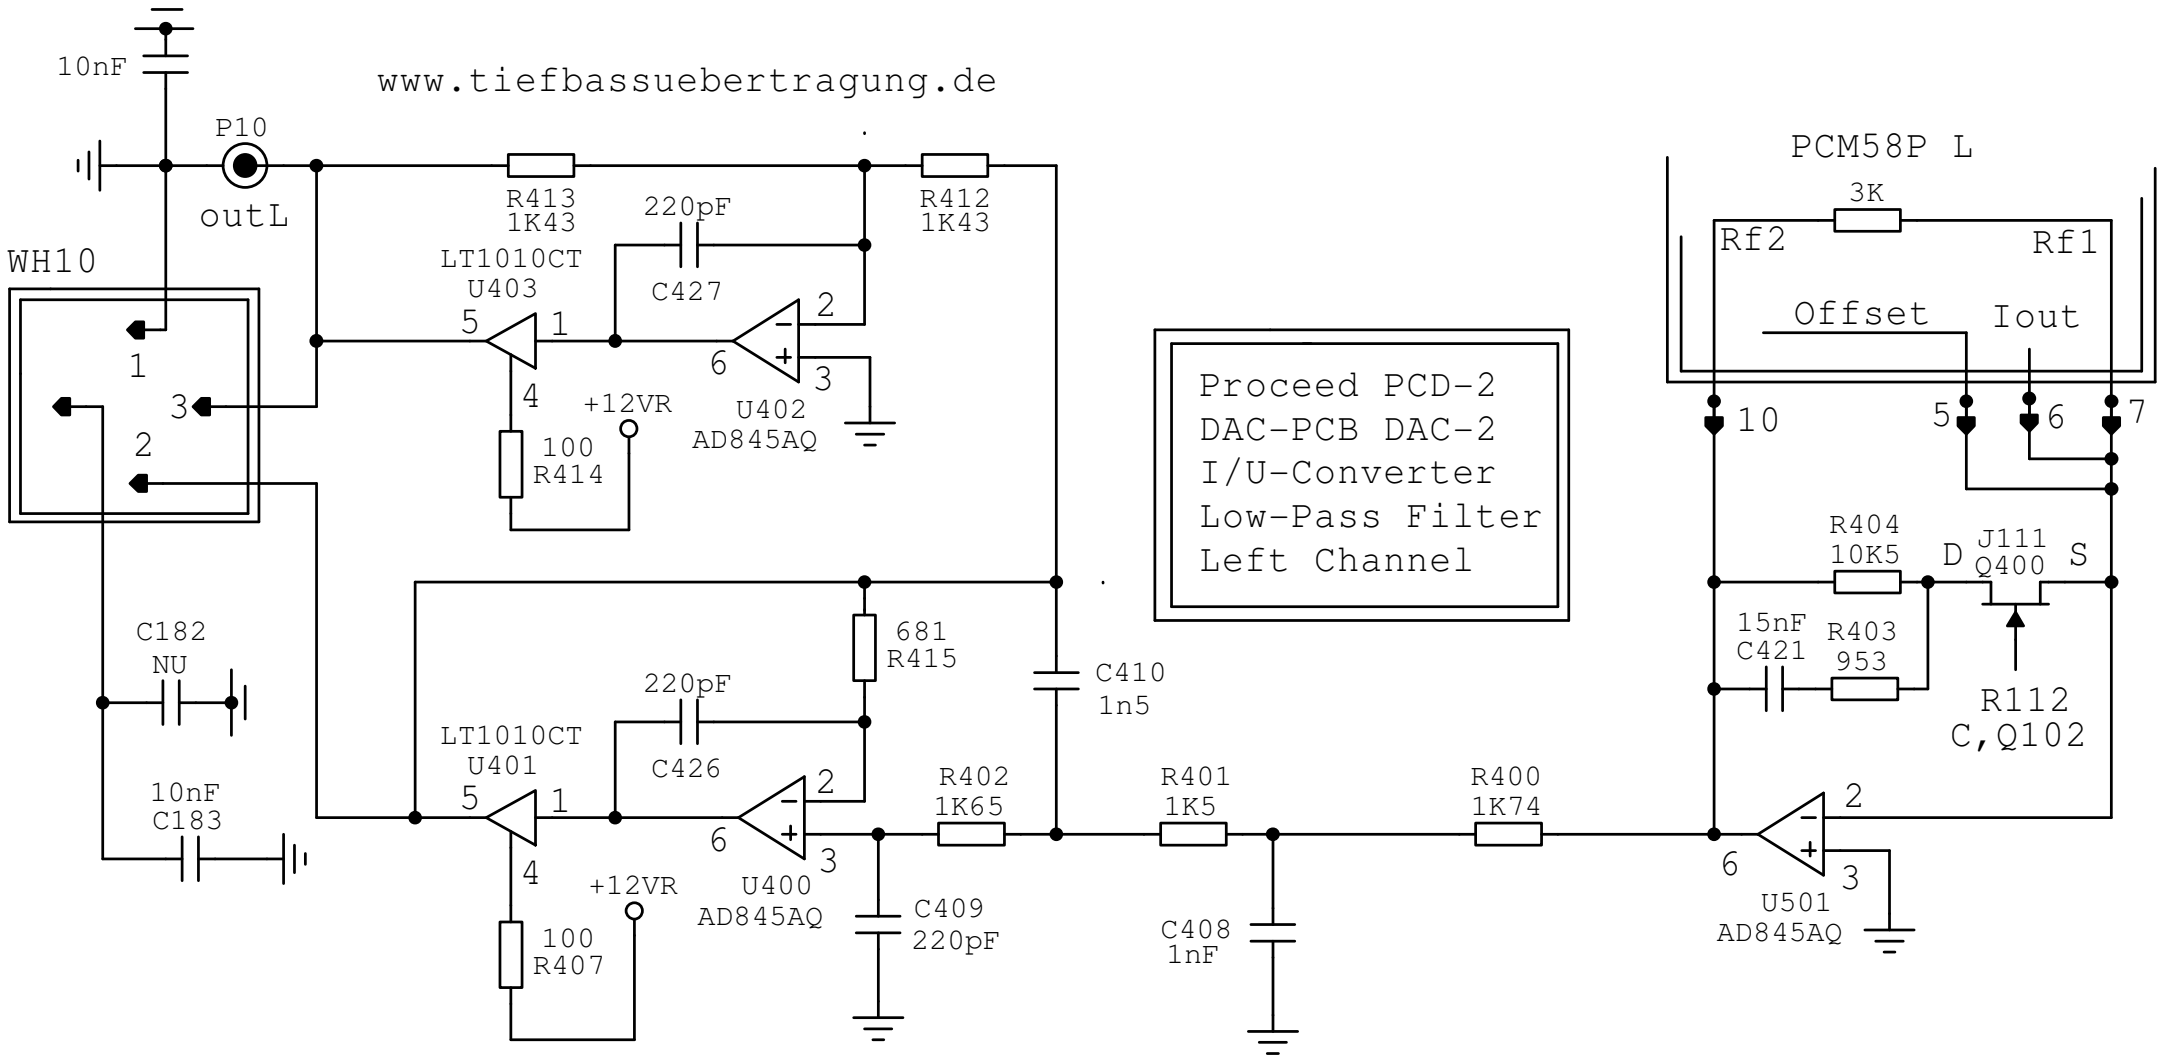 10nF
www.tiefbassuebertragung.de
P10
outL
WH10
1
3
2
R413
1K43
220pF
C427
R412
1K43
LT1010CT
U403
5
1
4
6
2
3
+12VR
U402
AD845AQ
100
R414
Proceed PCD-2
DAC-PCB DAC-2
I/U-Converter
Low-Pass Filter
Left Channel
PCM58P L
3K
Rf2
Rf1
Offset
Iout
10
5
6
7
R404
10K5
D
J111
Q400
S
15nF
C421
R403
953
R112
C,Q102
C182
NU
10nF
C183
681
R415
220pF
C426
C410
1n5
LT1010CT
U401
5
1
4
6
2
3
+12VR
U400
AD845AQ
100
R407
R402
1K65
R401
1K5
R400
1K74
C409
220pF
C408
1nF
2
6
3
U501
AD845AQ